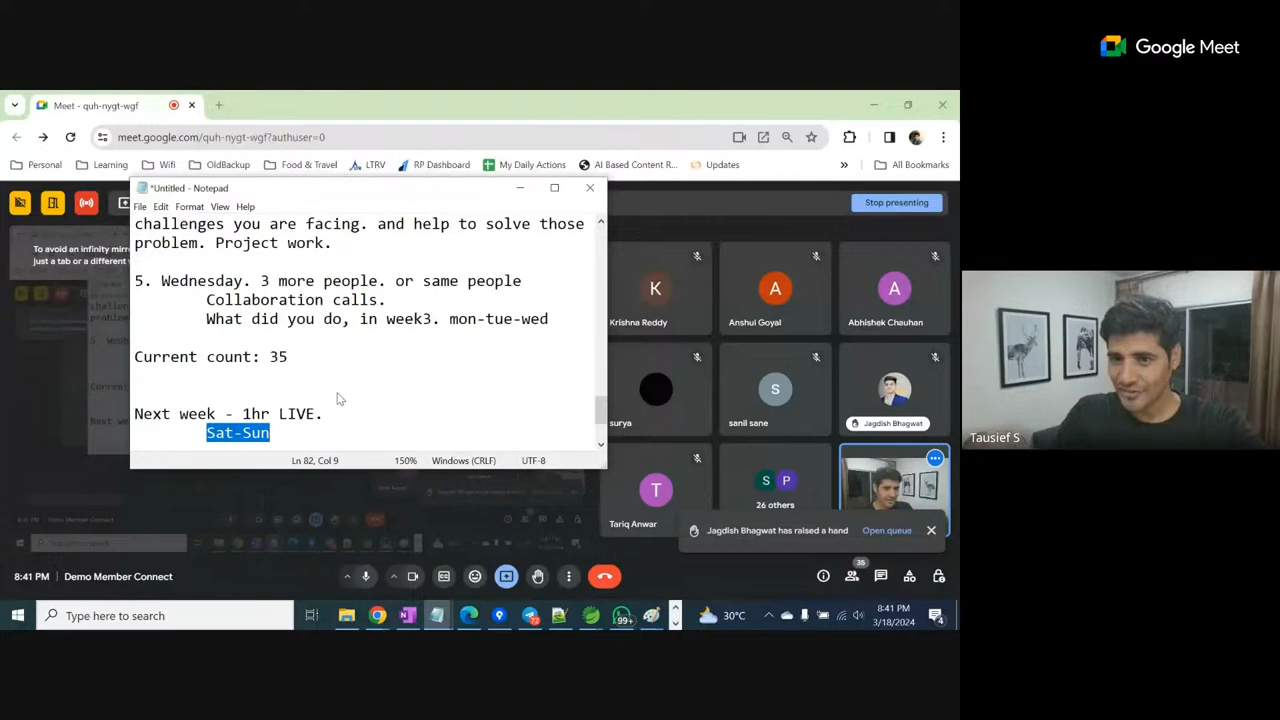 Google Meet
Meet - quh-nygt-wgf
meet.google.com/quh-nygt-wgf?authuser=0
Personal Learning Wifi OldBackup Food & Travel LTRV RP Dashboard My Daily Actions AI Based Content R... Updates » All Bookmarks
*Untitled - Notepad
File Edit Format View Help
Stop presenting
challenges you are facing. and help to solve those
problem. Project work.
5. Wednesday. 3 more people. or same people
Collaboration calls.
What did you do, in week3. mon-tue-wed
Current count: 35
Next week - 1hr LIVE.
Sat-Sun
Ln 82, Col 9 150% Windows (CRLF) UTF-8
To avoid an infinity mirr
just a tab or a different
K
A
A
Krishna Reddy
Anshul Goyal
Abhishek Chauhan
s
surya
sanil sane
Jagdish Bhagwat
T
S P
Tariq Anwar
26 others
Jagdish Bhagwat has raised a hand Open queue
Tausief S
8:41 PM Demo Member Connect
35
Type here to search
72
99+
30°C
8:41 PM
3/18/2024
4